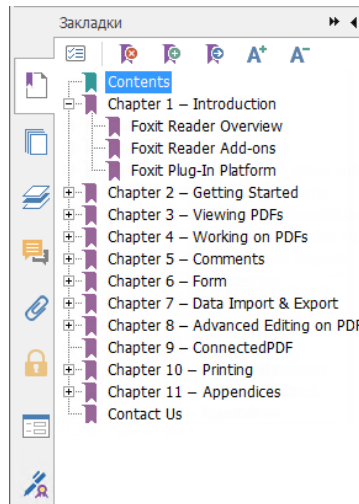 Закладки
A+ A-
Contents
Chapter 1 – Introduction
Foxit Reader Overview
Foxit Reader Add-ons
Foxit Plug-In Platform
Chapter 2 – Getting Started
Chapter 3 – Viewing PDFs
Chapter 4 – Working on PDFs
Chapter 5 – Comments
Chapter 6 – Form
Chapter 7 – Data Import & Export
Chapter 8 – Advanced Editing on PDF
Chapter 9 – ConnectedPDF
Chapter 10 – Printing
Chapter 11 – Appendices
Contact Us